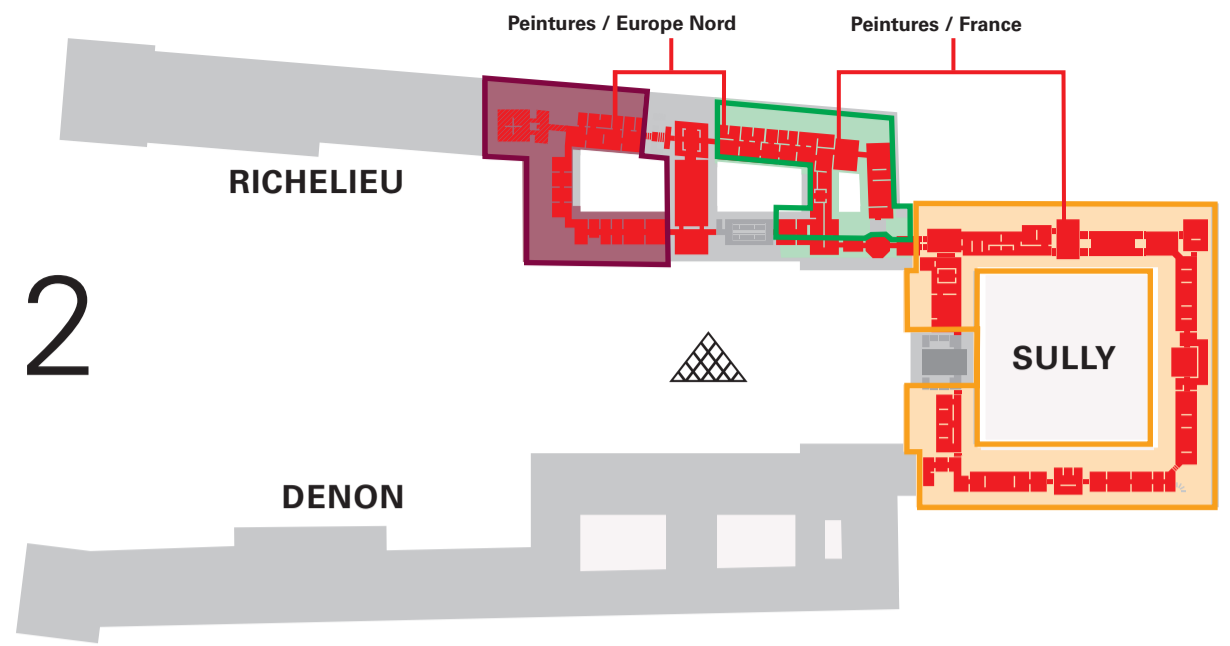 Peintures / Europe Nord
Peintures / France
RICHELIEU
2
SULLY
DENON